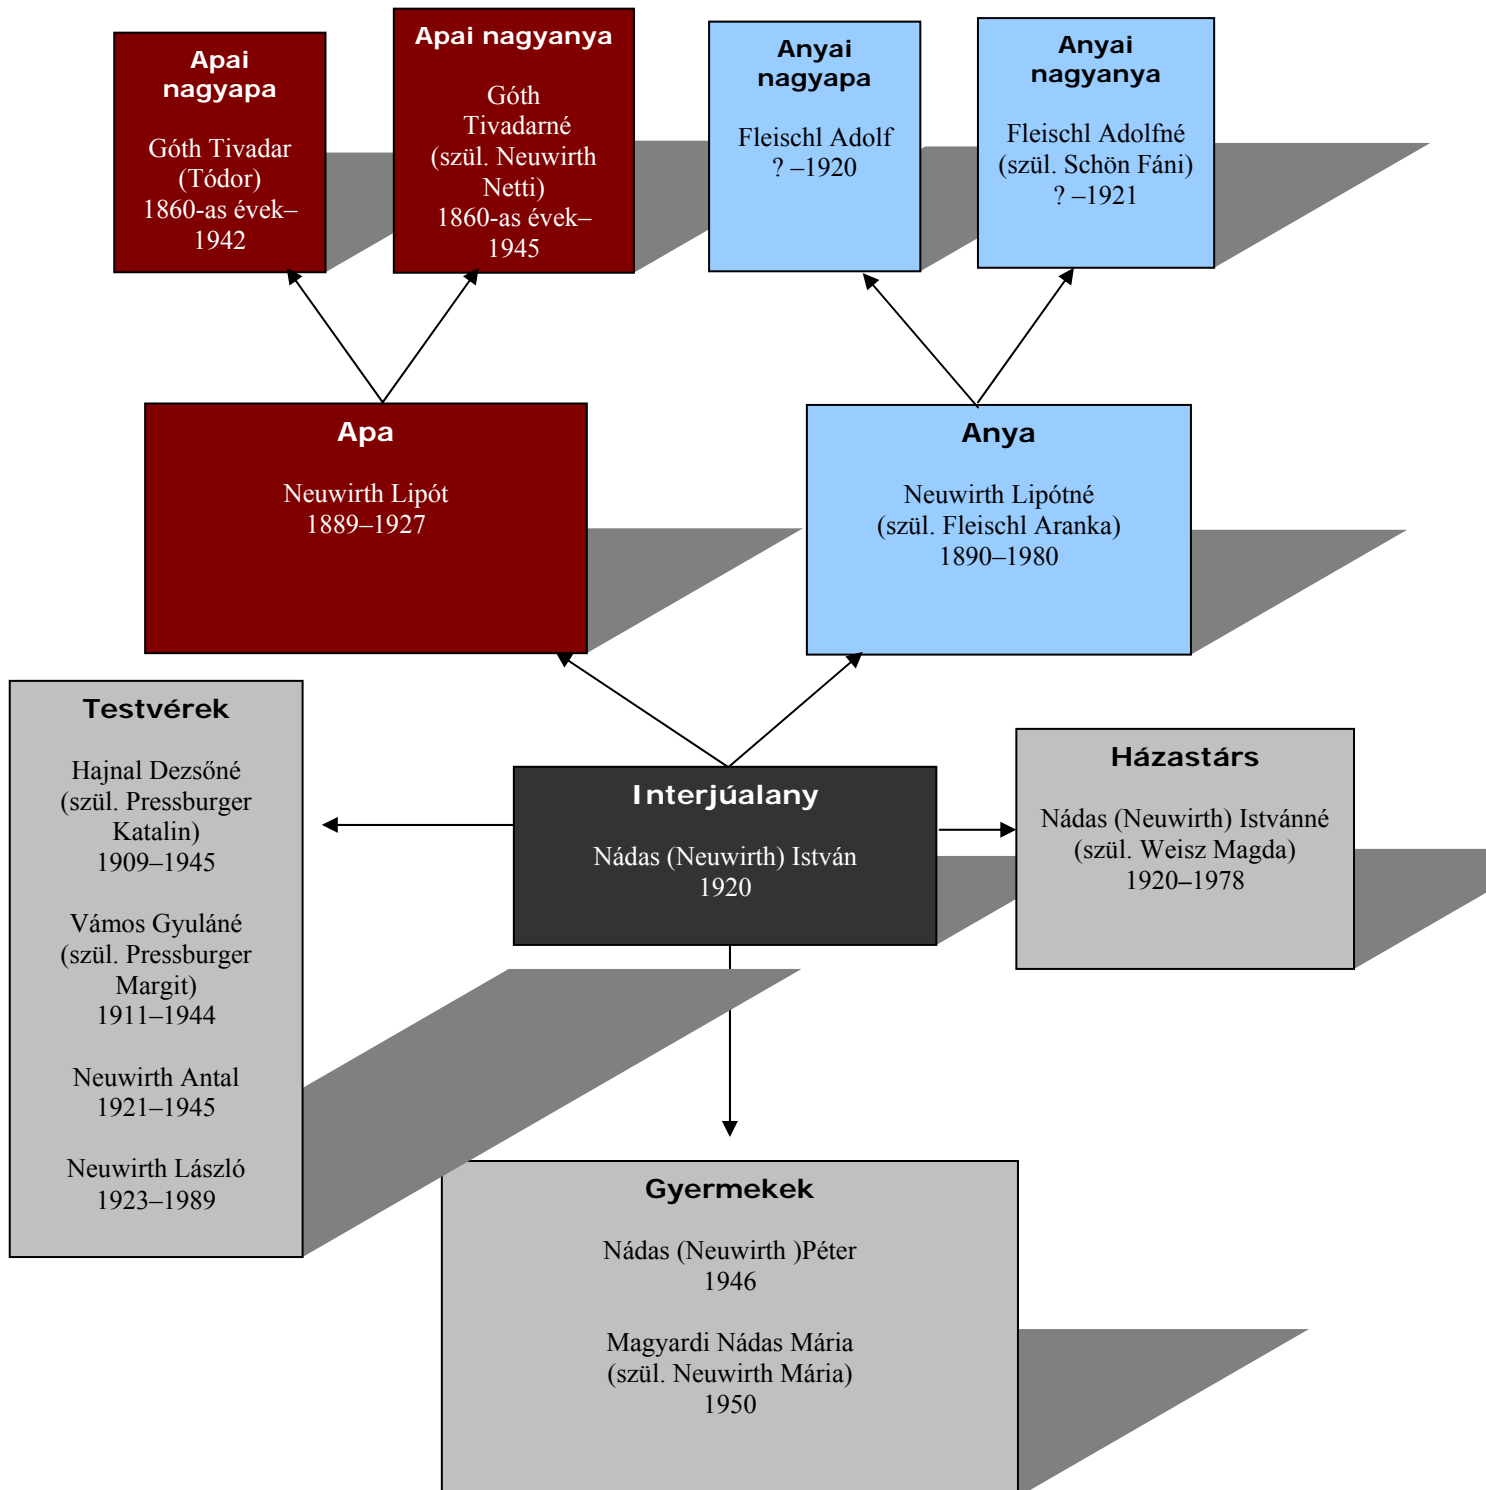 Apai
nagyapa
Góth Tivadar
(Tódor)
1860-as évek–
1942
Apai nagyanya
Góth
Tivadarné
(szül. Neuwirth
Netti)
1860-as évek–
1945
Anyai
nagyapa
Fleischl Adolf
? –1920
Anyai
nagyanya
Fleischl Adolfné
(szül. Schön Fáni)
? –1921
Apa
Neuwirth Lipót
1889–1927
Anya
Neuwirth Lipótné
(szül. Fleischl Aranka)
1890–1980
Testvérek
Hajnal Dezsőné
(szül. Pressburger
Katalin)
1909–1945
Vámos Gyuláné
(szül. Pressburger
Margit)
1911–1944
Neuwirth Antal
1921–1945
Neuwirth László
1923–1989
Interjúalany
Nádas (Neuwirth) István
1920
Házastárs
Nádas (Neuwirth) Istvánné
(szül. Weisz Magda)
1920–1978
Gyermekek
Nádas (Neuwirth )Péter
1946
Magyardi Nádas Mária
(szül. Neuwirth Mária)
1950